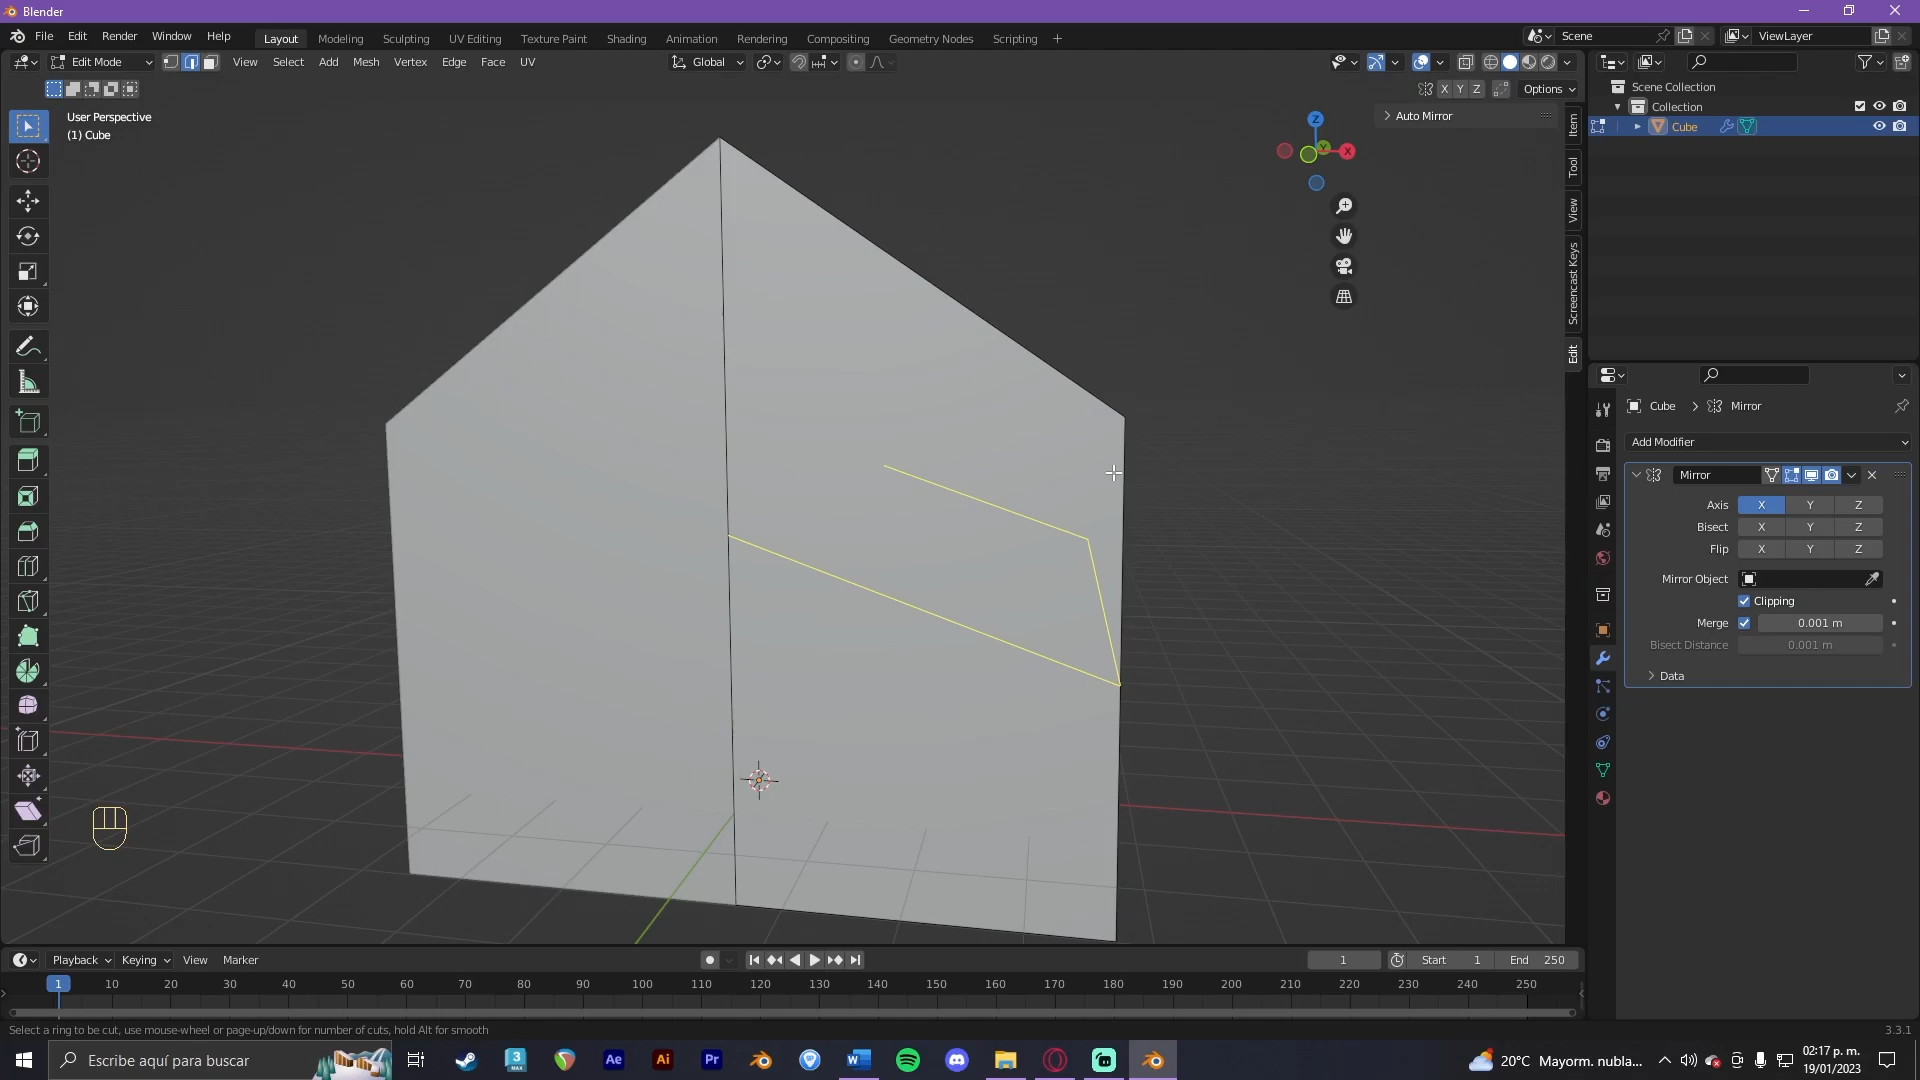 Blender
File Edit Render Window Help
Layout Modeling Sculpting UV Editing Texture Paint Shading Animation Rendering Compositing Geometry Nodes Scripting +
Scene
ViewLayer
Edit Mode View Select Add Mesh Vertex Edge Face UV
Global
X Y Z
Options
User Perspective
(1) Cube
Auto Mirror
Z
Y
X
Item
Tool
View
Screencast Keys
Edit
Scene Collection
Collection
Cube
Cube > Mirror
Add Modifier
Mirror
Axis X Y Z
Bisect X Y Z
Flip X Y Z
Mirror Object
Clipping
Merge 0.001 m
Bisect Distance 0.001 m
Data
Playback Keying View Marker
1 Start 1 End 250
1 10 20 30 40 50 60 70 80 90 100 110 120 130 140 150 160 170 180 190 200 210 220 230 240 250
Select a ring to be cut, use mouse-wheel or page-up/down for number of cuts, hold Alt for smooth
3.3.1
Escribe aquí para buscar
3
MAX
Ae
Ai
Pr
W
20°C Mayorm. nubla...
02:17 p. m.
19/01/2023